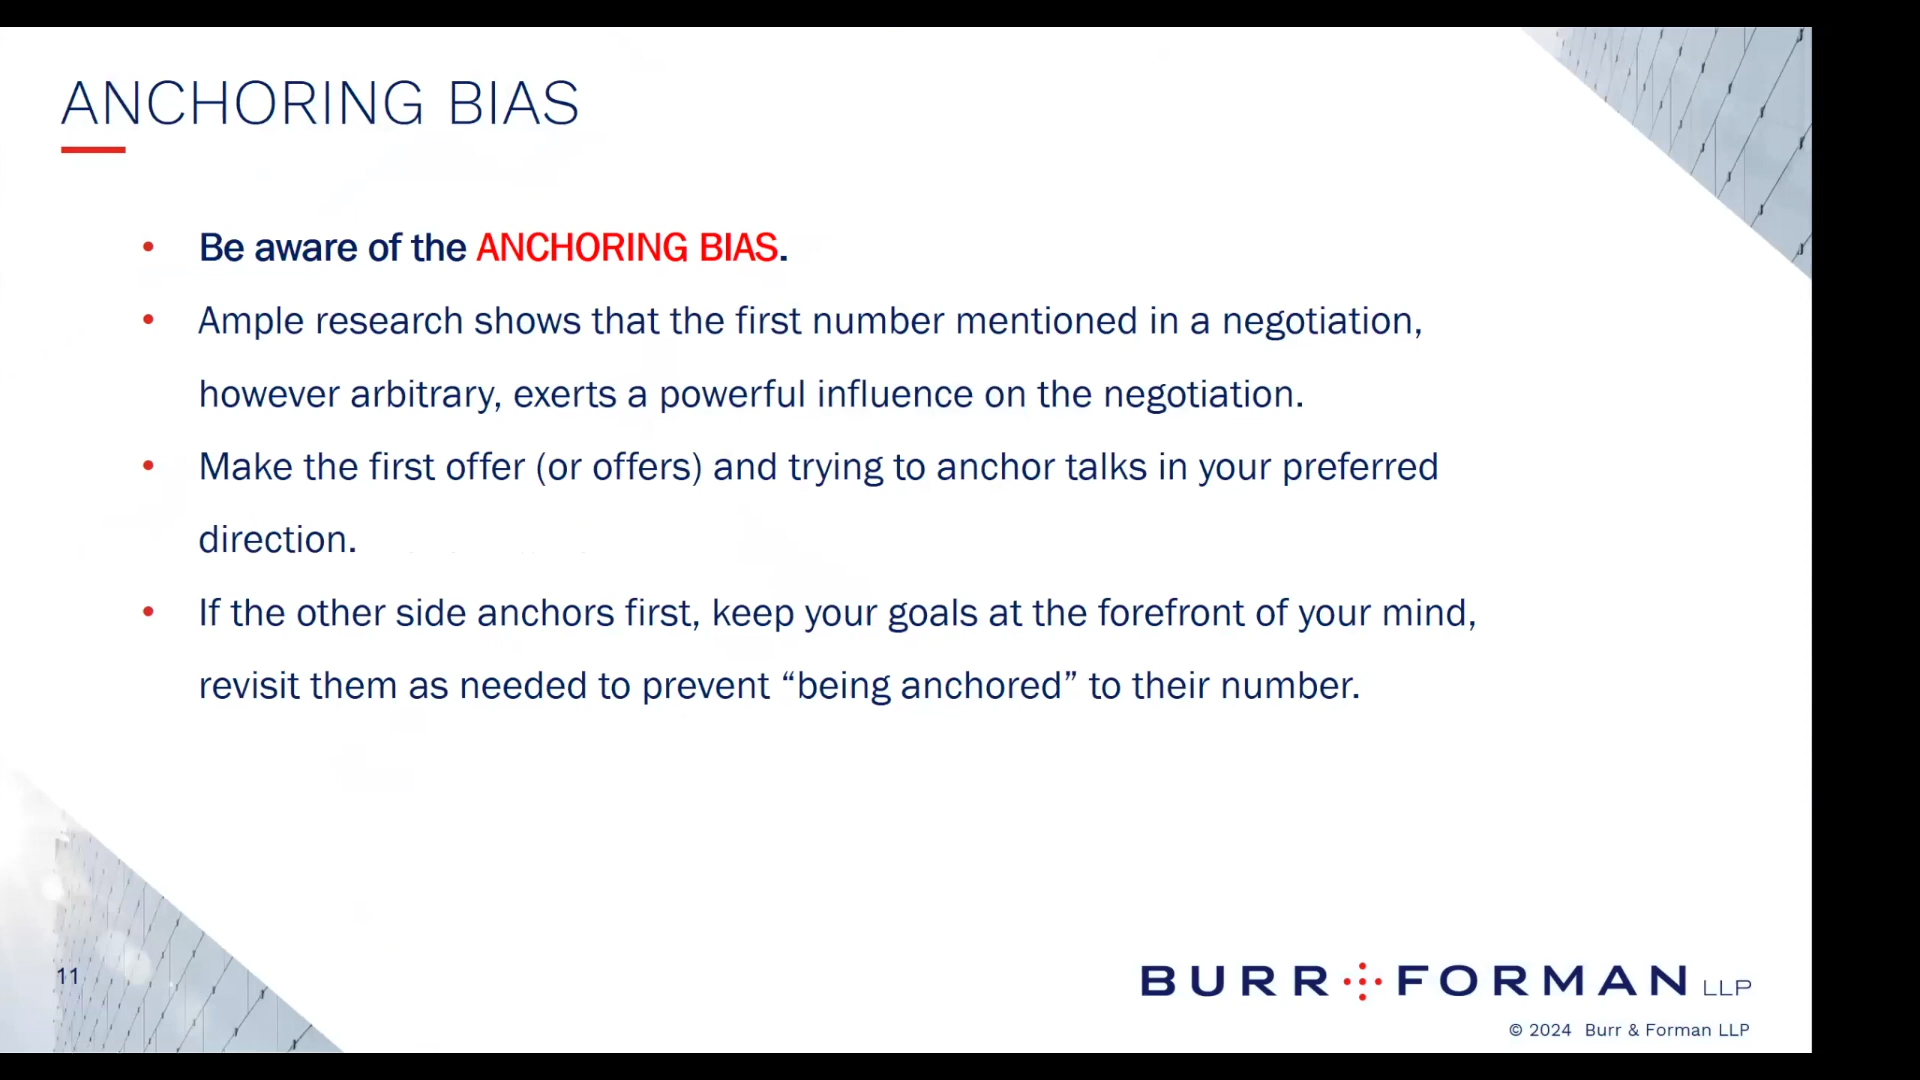 ANCHORING BIAS
• Be aware of the ANCHORING BIAS.
• Ample research shows that the first number mentioned in a negotiation,
however arbitrary, exerts a powerful influence on the negotiation.
• Make the first offer (or offers) and trying to anchor talks in your preferred
direction.
• If the other side anchors first, keep your goals at the forefront of your mind,
revisit them as needed to prevent “being anchored” to their number.
11
BURR FORMAN LLP
© 2024 Burr & Forman LLP